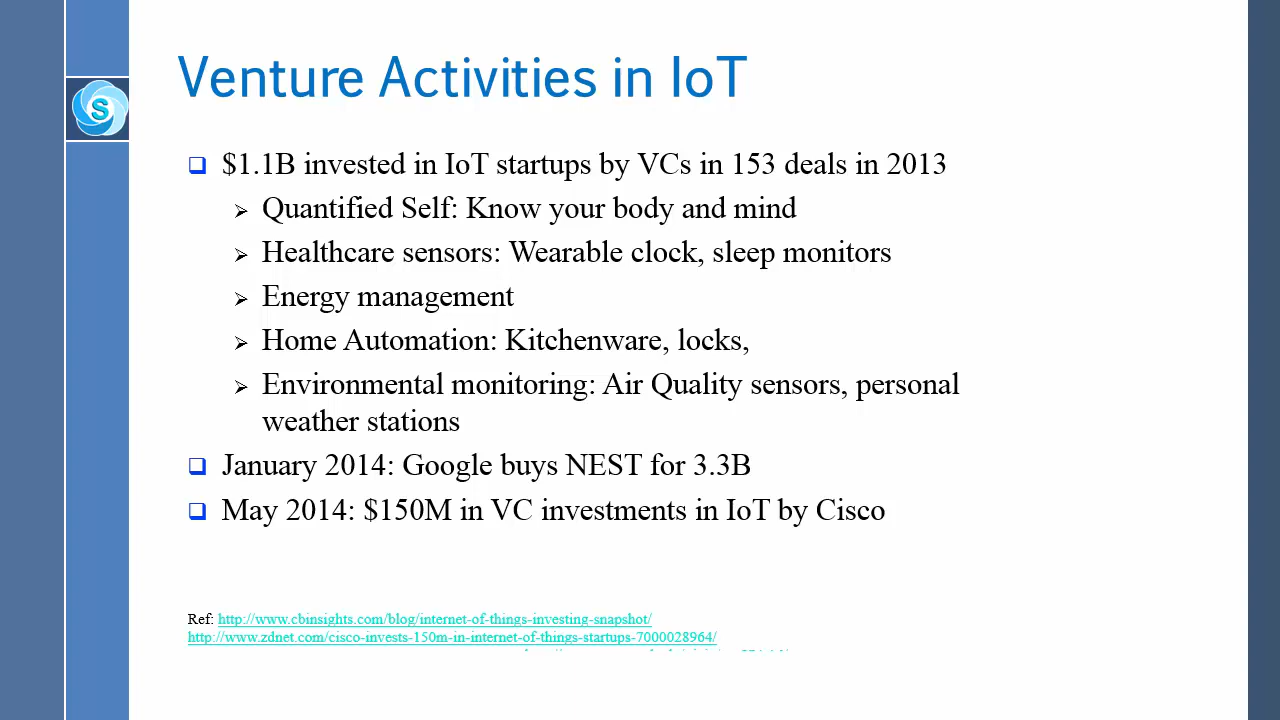 Venture Activities in IoT
S
$1.1B invested in IoT startups by VCs in 153 deals in 2013
Quantified Self: Know your body and mind
Healthcare sensors: Wearable clock, sleep monitors
Energy management
Home Automation: Kitchenware, locks,
Environmental monitoring: Air Quality sensors, personal
weather stations
January 2014: Google buys NEST for 3.3B
May 2014: $150M in VC investments in IoT by Cisco
Ref: http://www.cbinsights.com/blog/internet-of-things-investing-snapshot/
http://www.zdnet.com/cisco-invests-150m-in-internet-of-things-startups-7000028964/